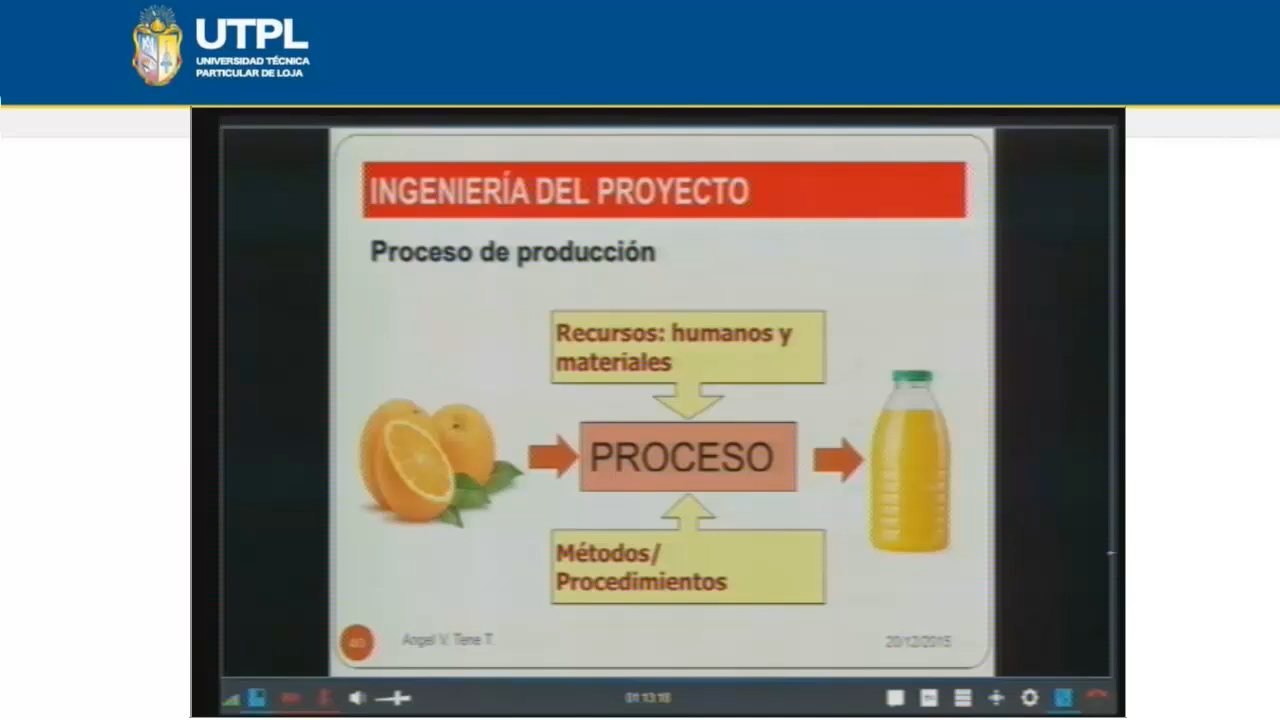 UTPL
UNIVERSIDAD TÉCNICA
PARTICULAR DE LOJA
INGENIERÍA DEL PROYECTO
Proceso de producción
Recursos: humanos y
materiales
PROCESO
Métodos/
Procedimientos
40
Angel V. Tene T.
20/12/2015
01:13:18